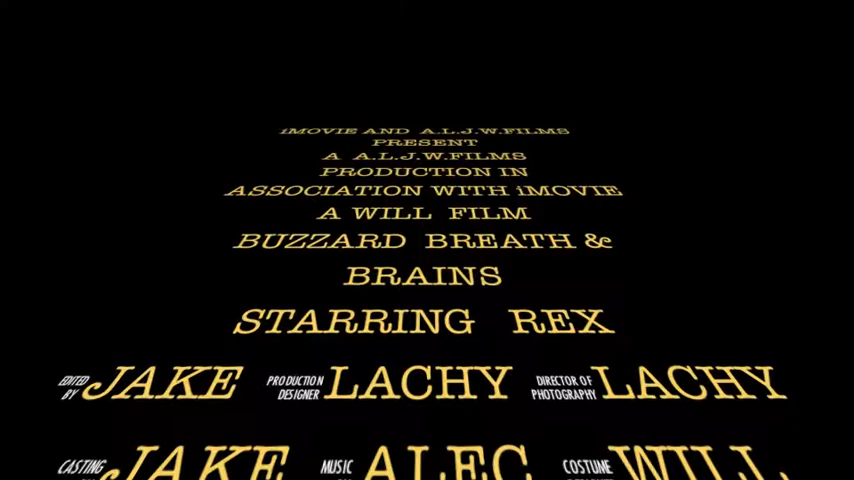 iMOVIE AND A.L.J.W.FILMS
PRESENT
A A.L.J.W.FILMS
PRODUCTION IN
ASSOCIATION WITH iMOVIE
A WILL FILM
BUZZARD BREATH &
BRAINS
STARRING REX
EDITED BY JAKE PRODUCTION DESIGNER LACHY DIRECTOR OF PHOTOGRAPHY LACHY
CASTING JAKE MUSIC ALEC COSTUME WILL